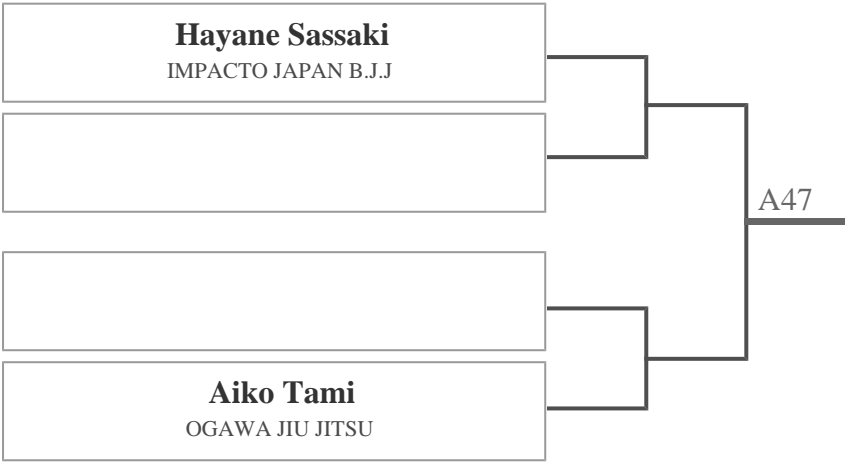 Hayane Sassaki
IMPACTO JAPAN B.J.J
A47
Aiko Tami
OGAWA JIU JITSU